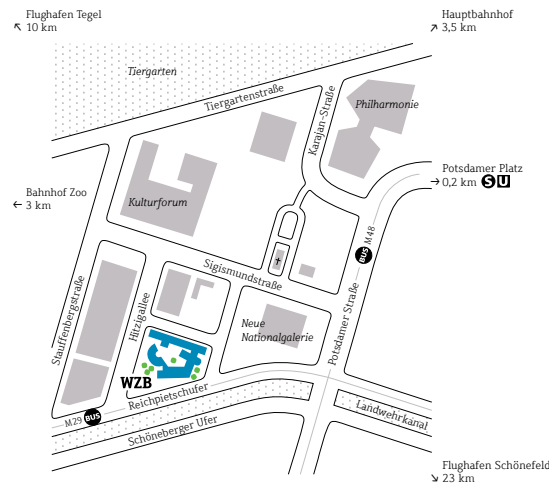 Flughafen Tegel
↖ 10 km
Hauptbahnhof
↗ 3,5 km
Tiergarten
Tiergartenstraße
Karajan-Straße
Philharmonie
Potsdamer Platz
→ 0,2 km S U
Bahnhof Zoo
← 3 km
Kulturforum
BUS M48
Sigismundstraße
Stauffenbergstraße
Hitzigallee
Neue
Nationalgalerie
Potsdamer Straße
WZB
Reichpietschufer
M29 BUS
Landwehrkanal
Schöneberger Ufer
Flughafen Schönefeld
↘ 23 km